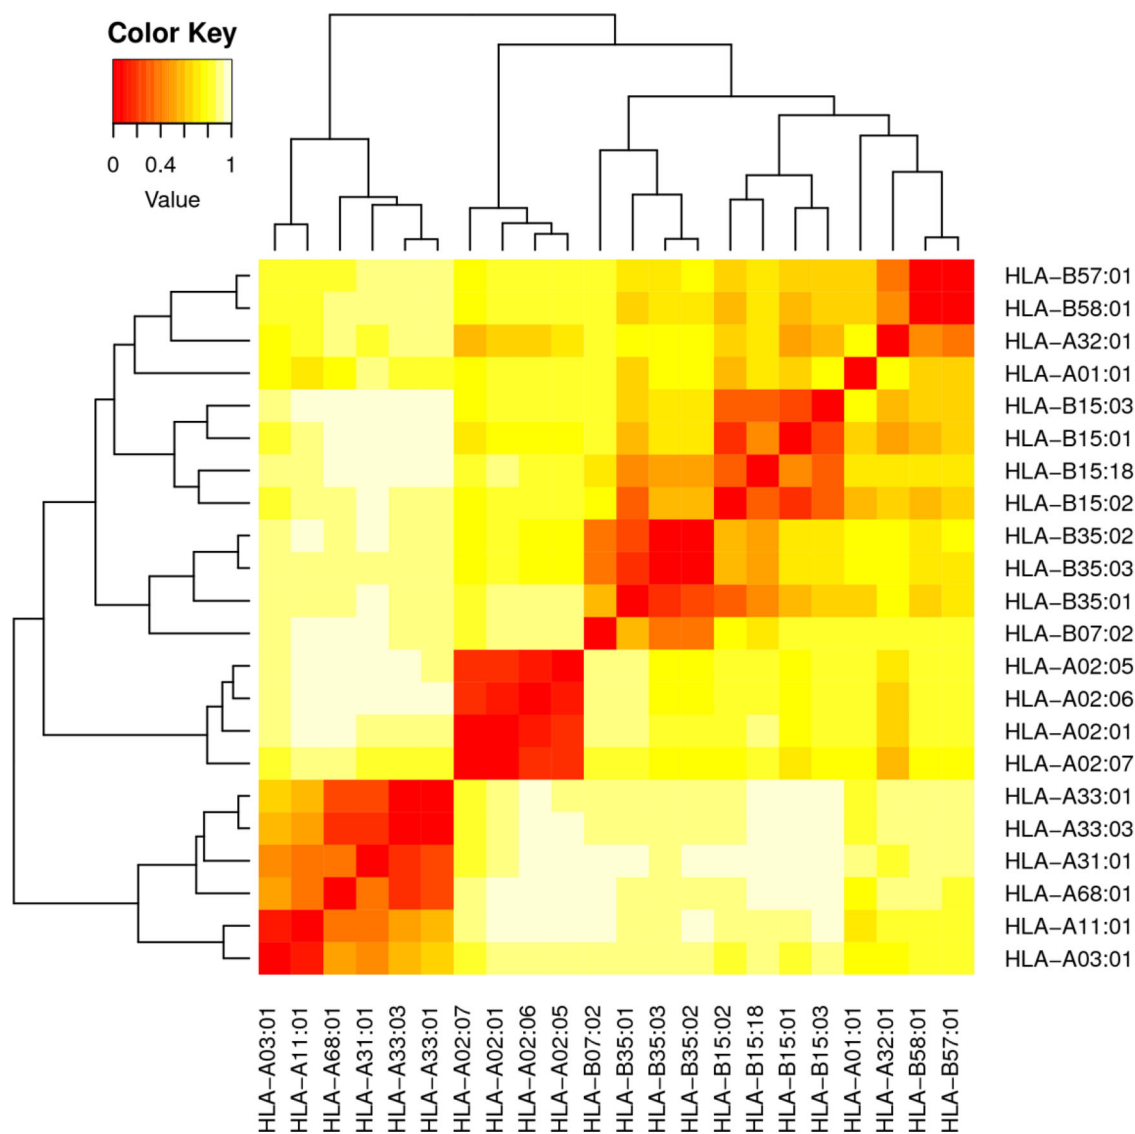 Color Key
0 0.4 1
Value
HLA−B57:01
HLA−B58:01
HLA−A32:01
HLA−A01:01
HLA−B15:03
HLA−B15:01
HLA−B15:18
HLA−B15:02
HLA−B35:02
HLA−B35:03
HLA−B35:01
HLA−B07:02
HLA−A02:05
HLA−A02:06
HLA−A02:01
HLA−A02:07
HLA−A33:01
HLA−A33:03
HLA−A31:01
HLA−A68:01
HLA−A11:01
HLA−A03:01
HLA−A03:01
HLA−A11:01
HLA−A68:01
HLA−A31:01
HLA−A33:03
HLA−A33:01
HLA−A02:07
HLA−A02:01
HLA−A02:06
HLA−A02:05
HLA−B07:02
HLA−B35:01
HLA−B35:03
HLA−B35:02
HLA−B15:02
HLA−B15:18
HLA−B15:01
HLA−B15:03
HLA−A01:01
HLA−A32:01
HLA−B58:01
HLA−B57:01